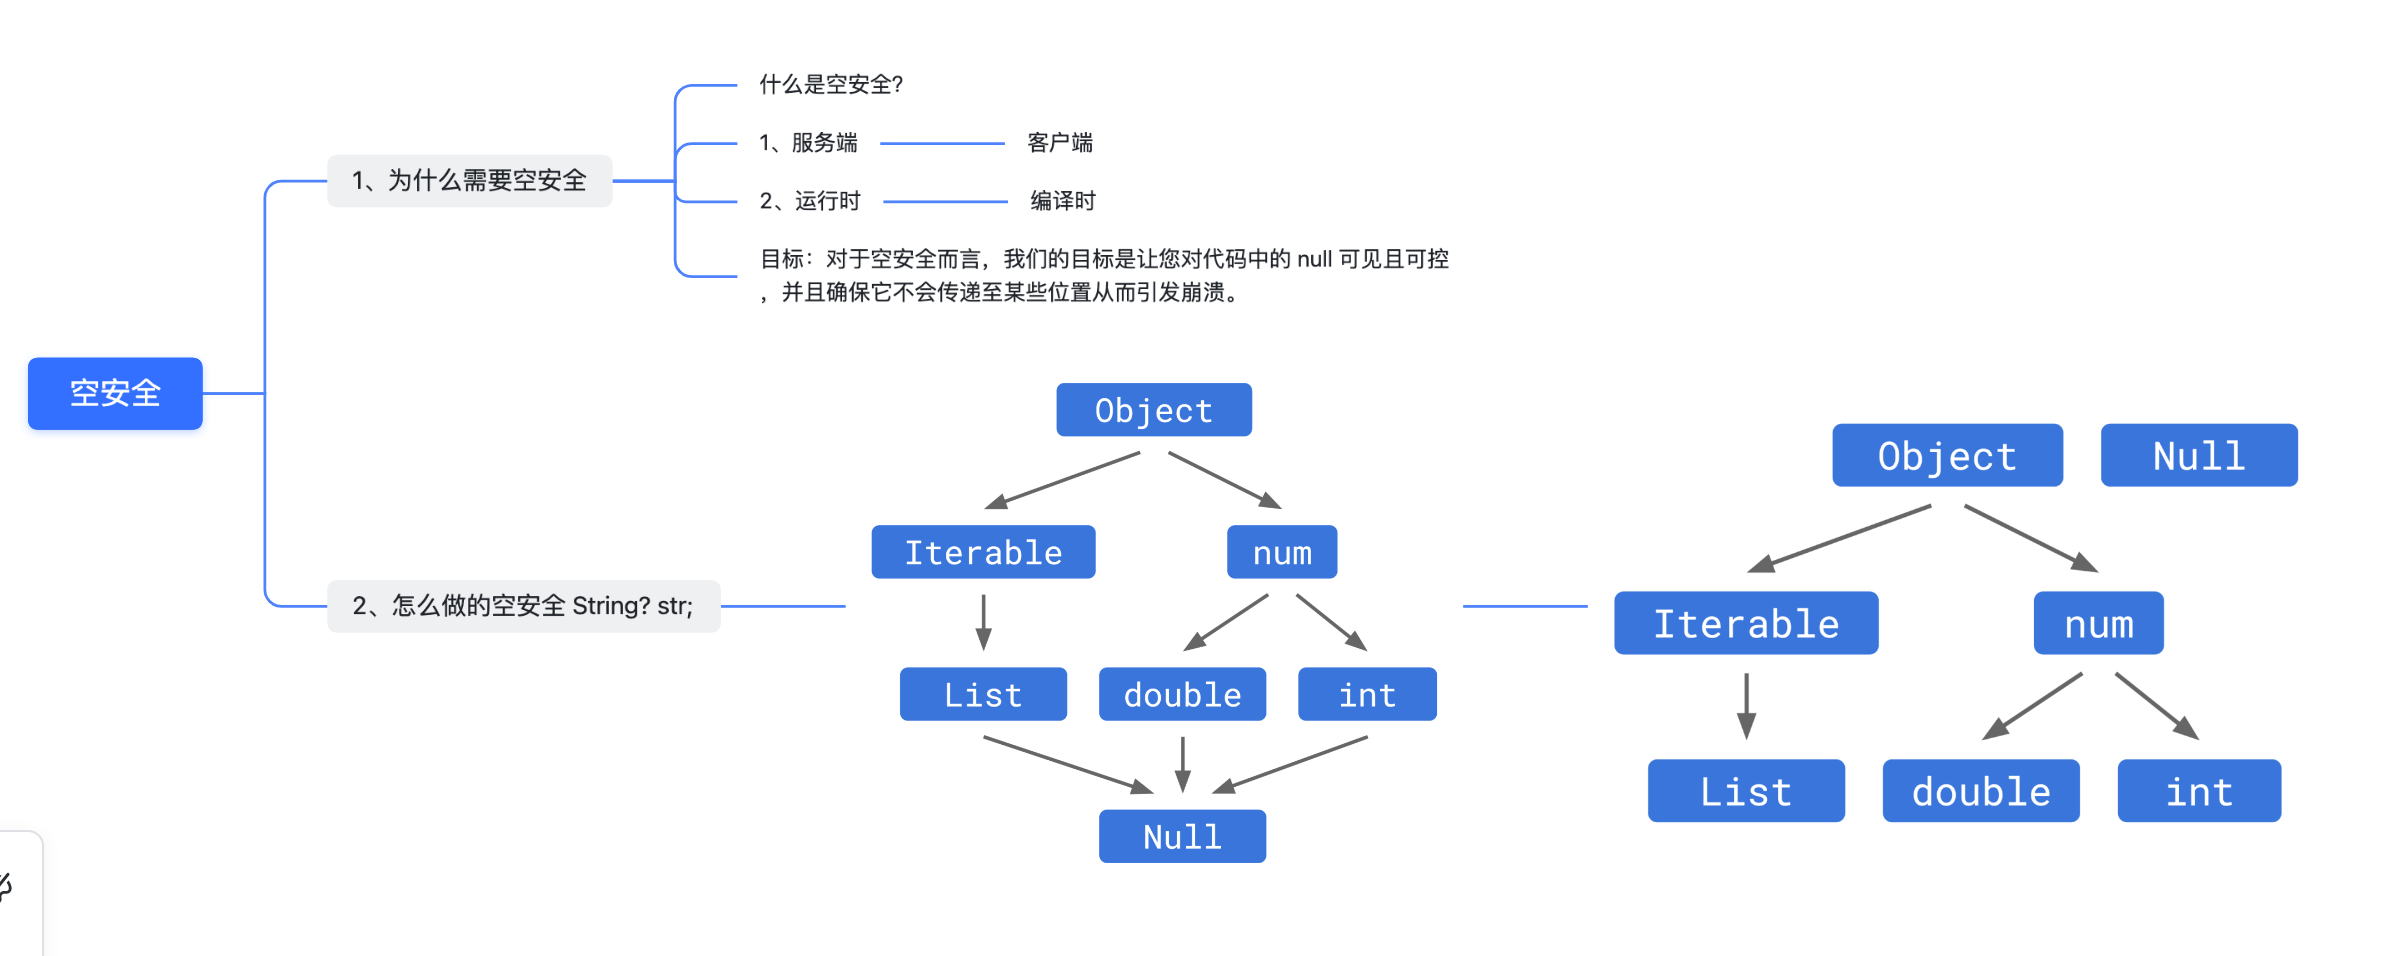 空安全
1、为什么需要空安全
什么是空安全?
1、服务端
客户端
2、运行时
编译时
目标：对于空安全而言，我们的目标是让您对代码中的 null 可见且可控
，并且确保它不会传递至某些位置从而引发崩溃。
2、怎么做的空安全 String? str;
Object
Iterable
num
List
double
int
Null
Object
Null
Iterable
num
List
double
int